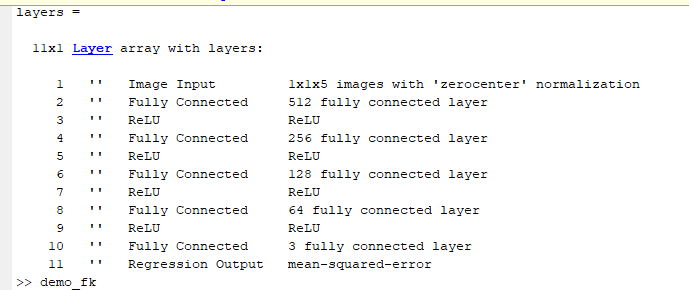 layers =
11x1 Layer array with layers:
1 '' Image Input 1x1x5 images with 'zerocenter' normalization
2 '' Fully Connected 512 fully connected layer
3 '' ReLU ReLU
4 '' Fully Connected 256 fully connected layer
5 '' ReLU ReLU
6 '' Fully Connected 128 fully connected layer
7 '' ReLU ReLU
8 '' Fully Connected 64 fully connected layer
9 '' ReLU ReLU
10 '' Fully Connected 3 fully connected layer
11 '' Regression Output mean-squared-error
>> demo_fk